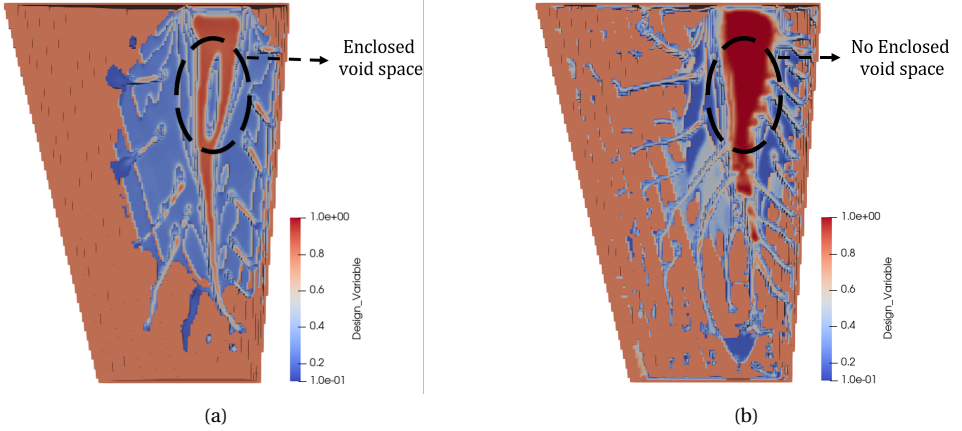 Enclosed
void space
1.0e+00
0.8
0.6
0.4
0.2
1.0e-01
Design_Variable
(a)
No Enclosed
void space
1.0e+00
0.8
0.6
0.4
0.2
1.0e-01
Design_Variable
(b)